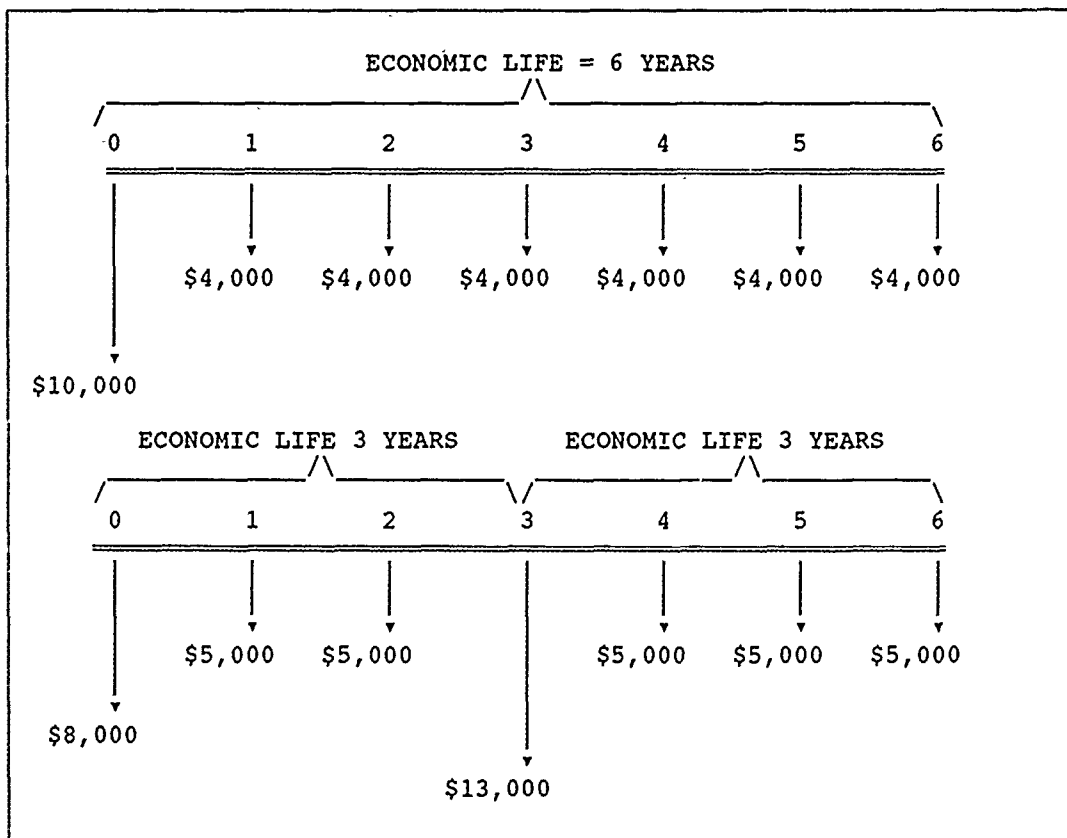 ECONOMIC LIFE = 6 YEARS
0 1 2 3 4 5 6
$4,000 $4,000 $4,000 $4,000 $4,000 $4,000
$10,000
ECONOMIC LIFE 3 YEARS ECONOMIC LIFE 3 YEARS
0 1 2 3 4 5 6
$5,000 $5,000 $5,000 $5,000 $5,000
$8,000
$13,000